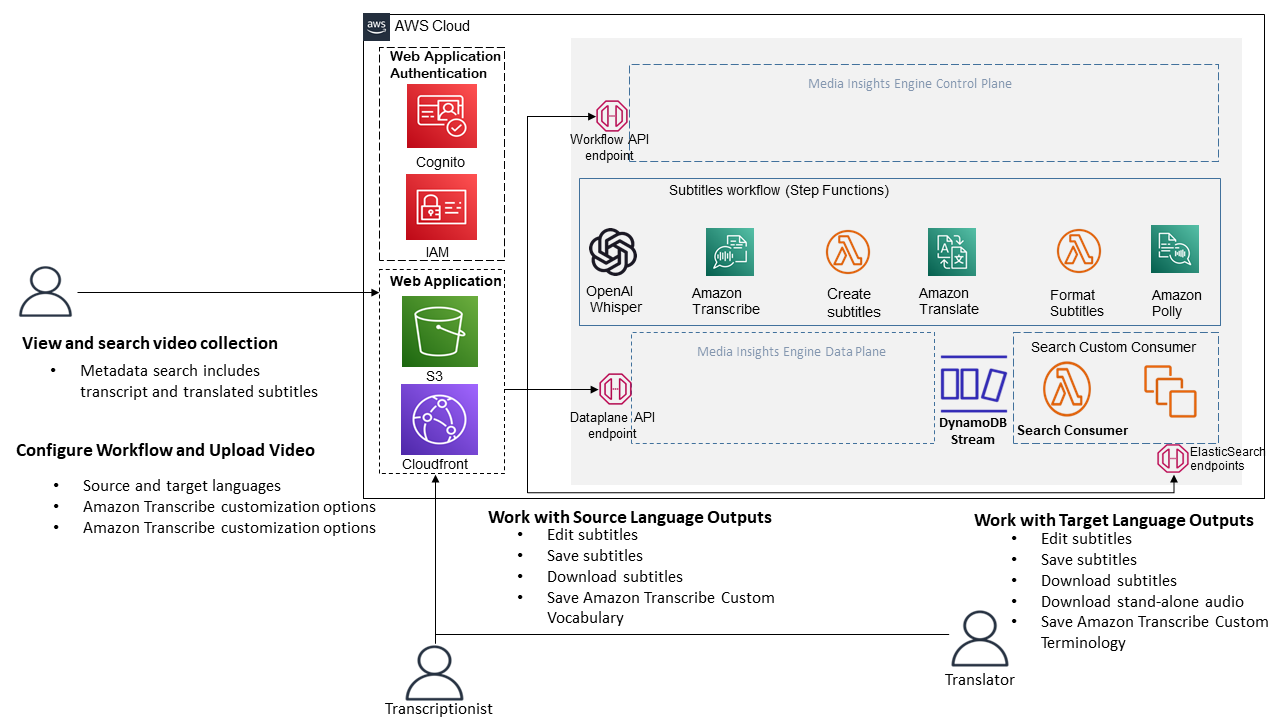 aws
AWS Cloud
Web Application
Authentication
Cognito
IAM
Web Application
S3
Cloudfront
Media Insights Engine Control Plane
Workflow API
endpoint
Subtitles workflow (Step Functions)
OpenAI
Whisper
Amazon
Transcribe
Create
subtitles
Amazon
Translate
Format
Subtitles
Amazon
Polly
Media Insights Engine Data Plane
Dataplane API
endpoint
DynamoDB
Stream
Search Custom Consumer
Search Consumer
ElasticSearch
endpoints
View and search video collection
• Metadata search includes
transcript and translated subtitles
Configure Workflow and Upload Video
• Source and target languages
• Amazon Transcribe customization options
• Amazon Transcribe customization options
Work with Source Language Outputs
• Edit subtitles
• Save subtitles
• Download subtitles
• Save Amazon Transcribe Custom
Vocabulary
Work with Target Language Outputs
• Edit subtitles
• Save subtitles
• Download subtitles
• Download stand-alone audio
• Save Amazon Transcribe Custom
Terminology
Transcriptionist
Translator